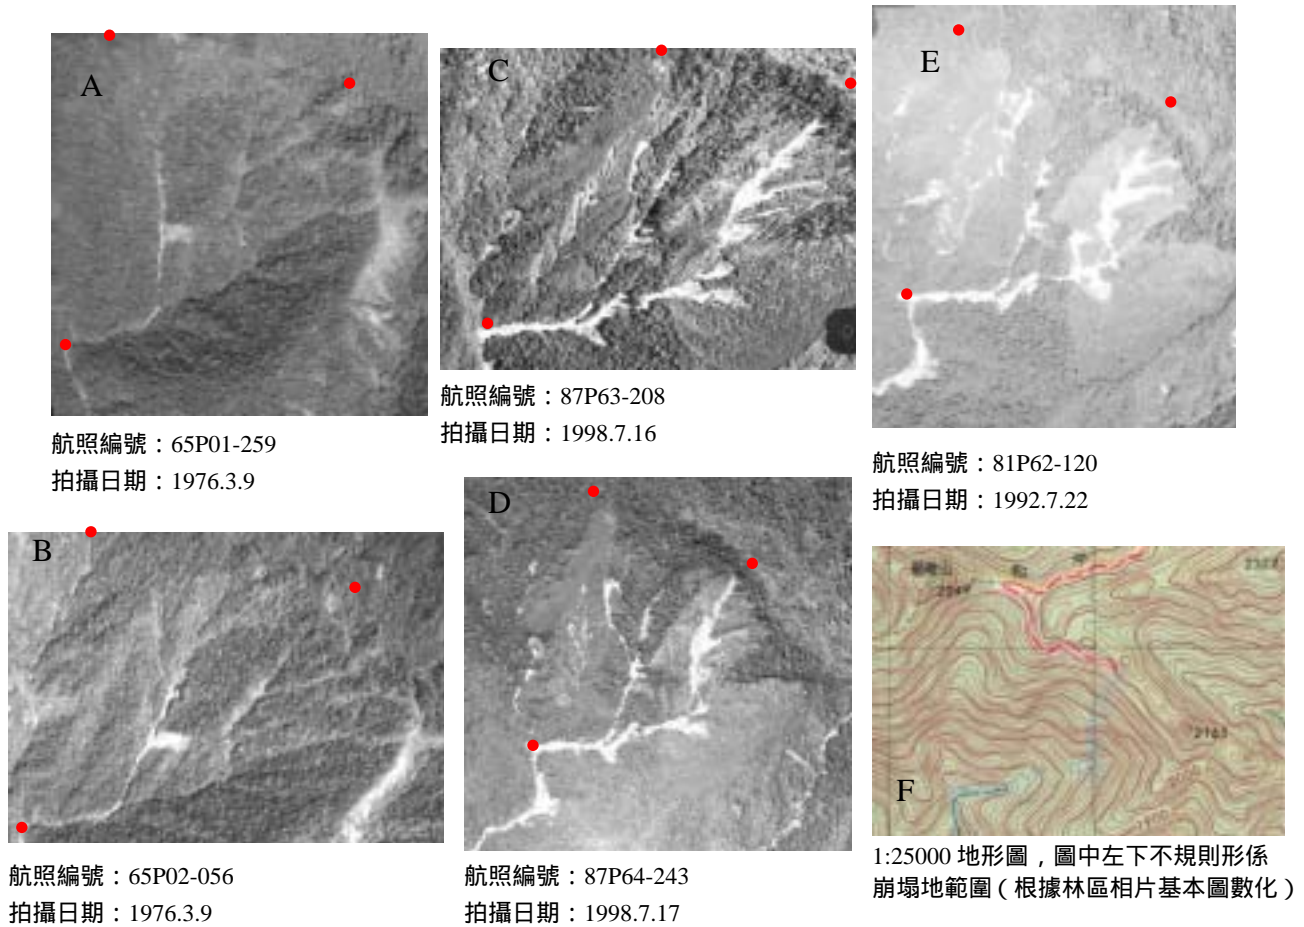 A
航照編號：65P01-259
拍攝日期：1976.3.9
B
航照編號：65P02-056
拍攝日期：1976.3.9
C
航照編號：87P63-208
拍攝日期：1998.7.16
D
航照編號：87P64-243
拍攝日期：1998.7.17
E
航照編號：81P62-120
拍攝日期：1992.7.22
2163
F
1:25000 地形圖，圖中左下不規則形係
崩塌地範圍（根據林區相片基本圖數化）